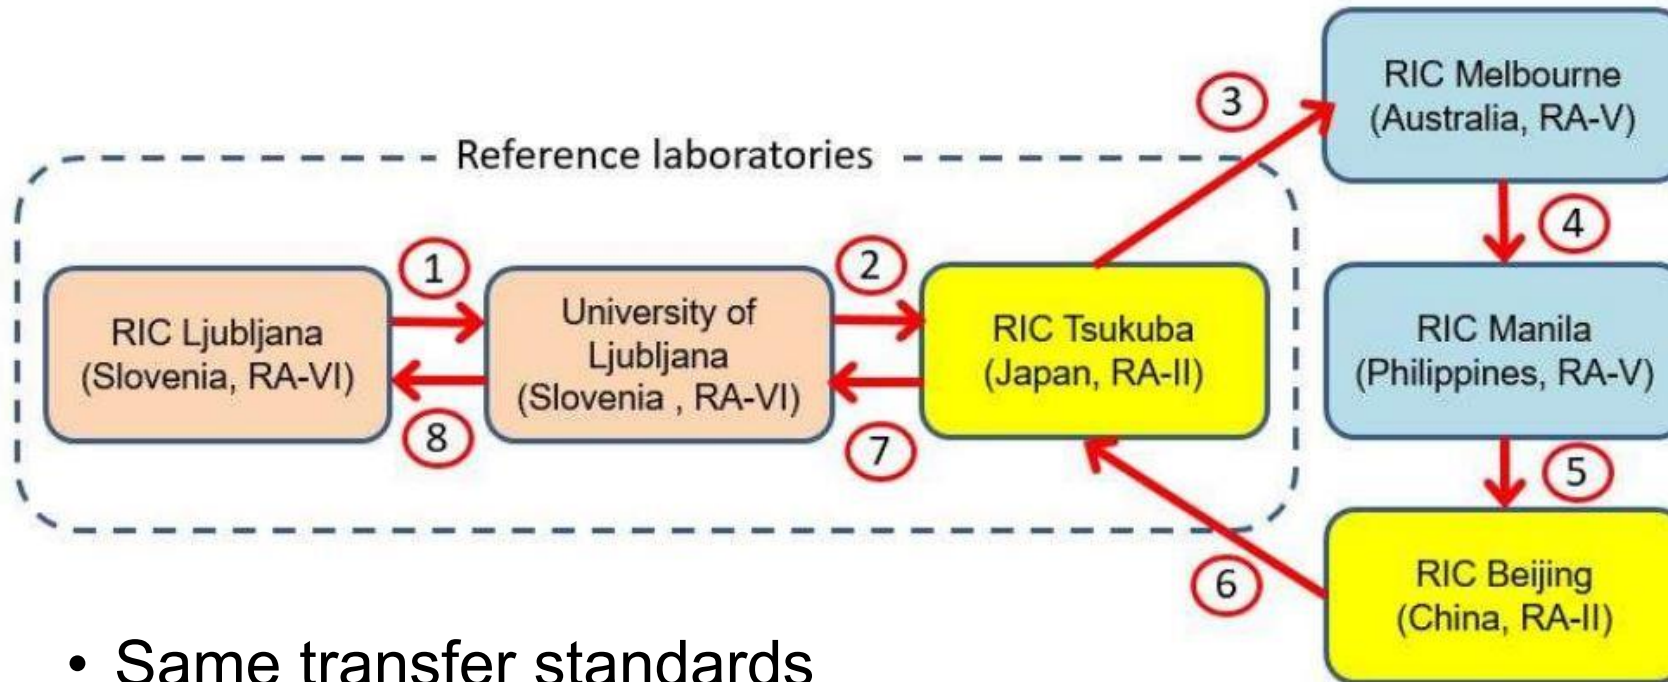 Reference laboratories
RIC Ljubljana
(Slovenia, RA-VI)
1
8
University of
Ljubljana
(Slovenia , RA-VI)
2
7
RIC Tsukuba
(Japan, RA-II)
3
RIC Melbourne
(Australia, RA-V)
4
RIC Manila
(Philippines, RA-V)
5
RIC Beijing
(China, RA-II)
6
• Same transfer standards